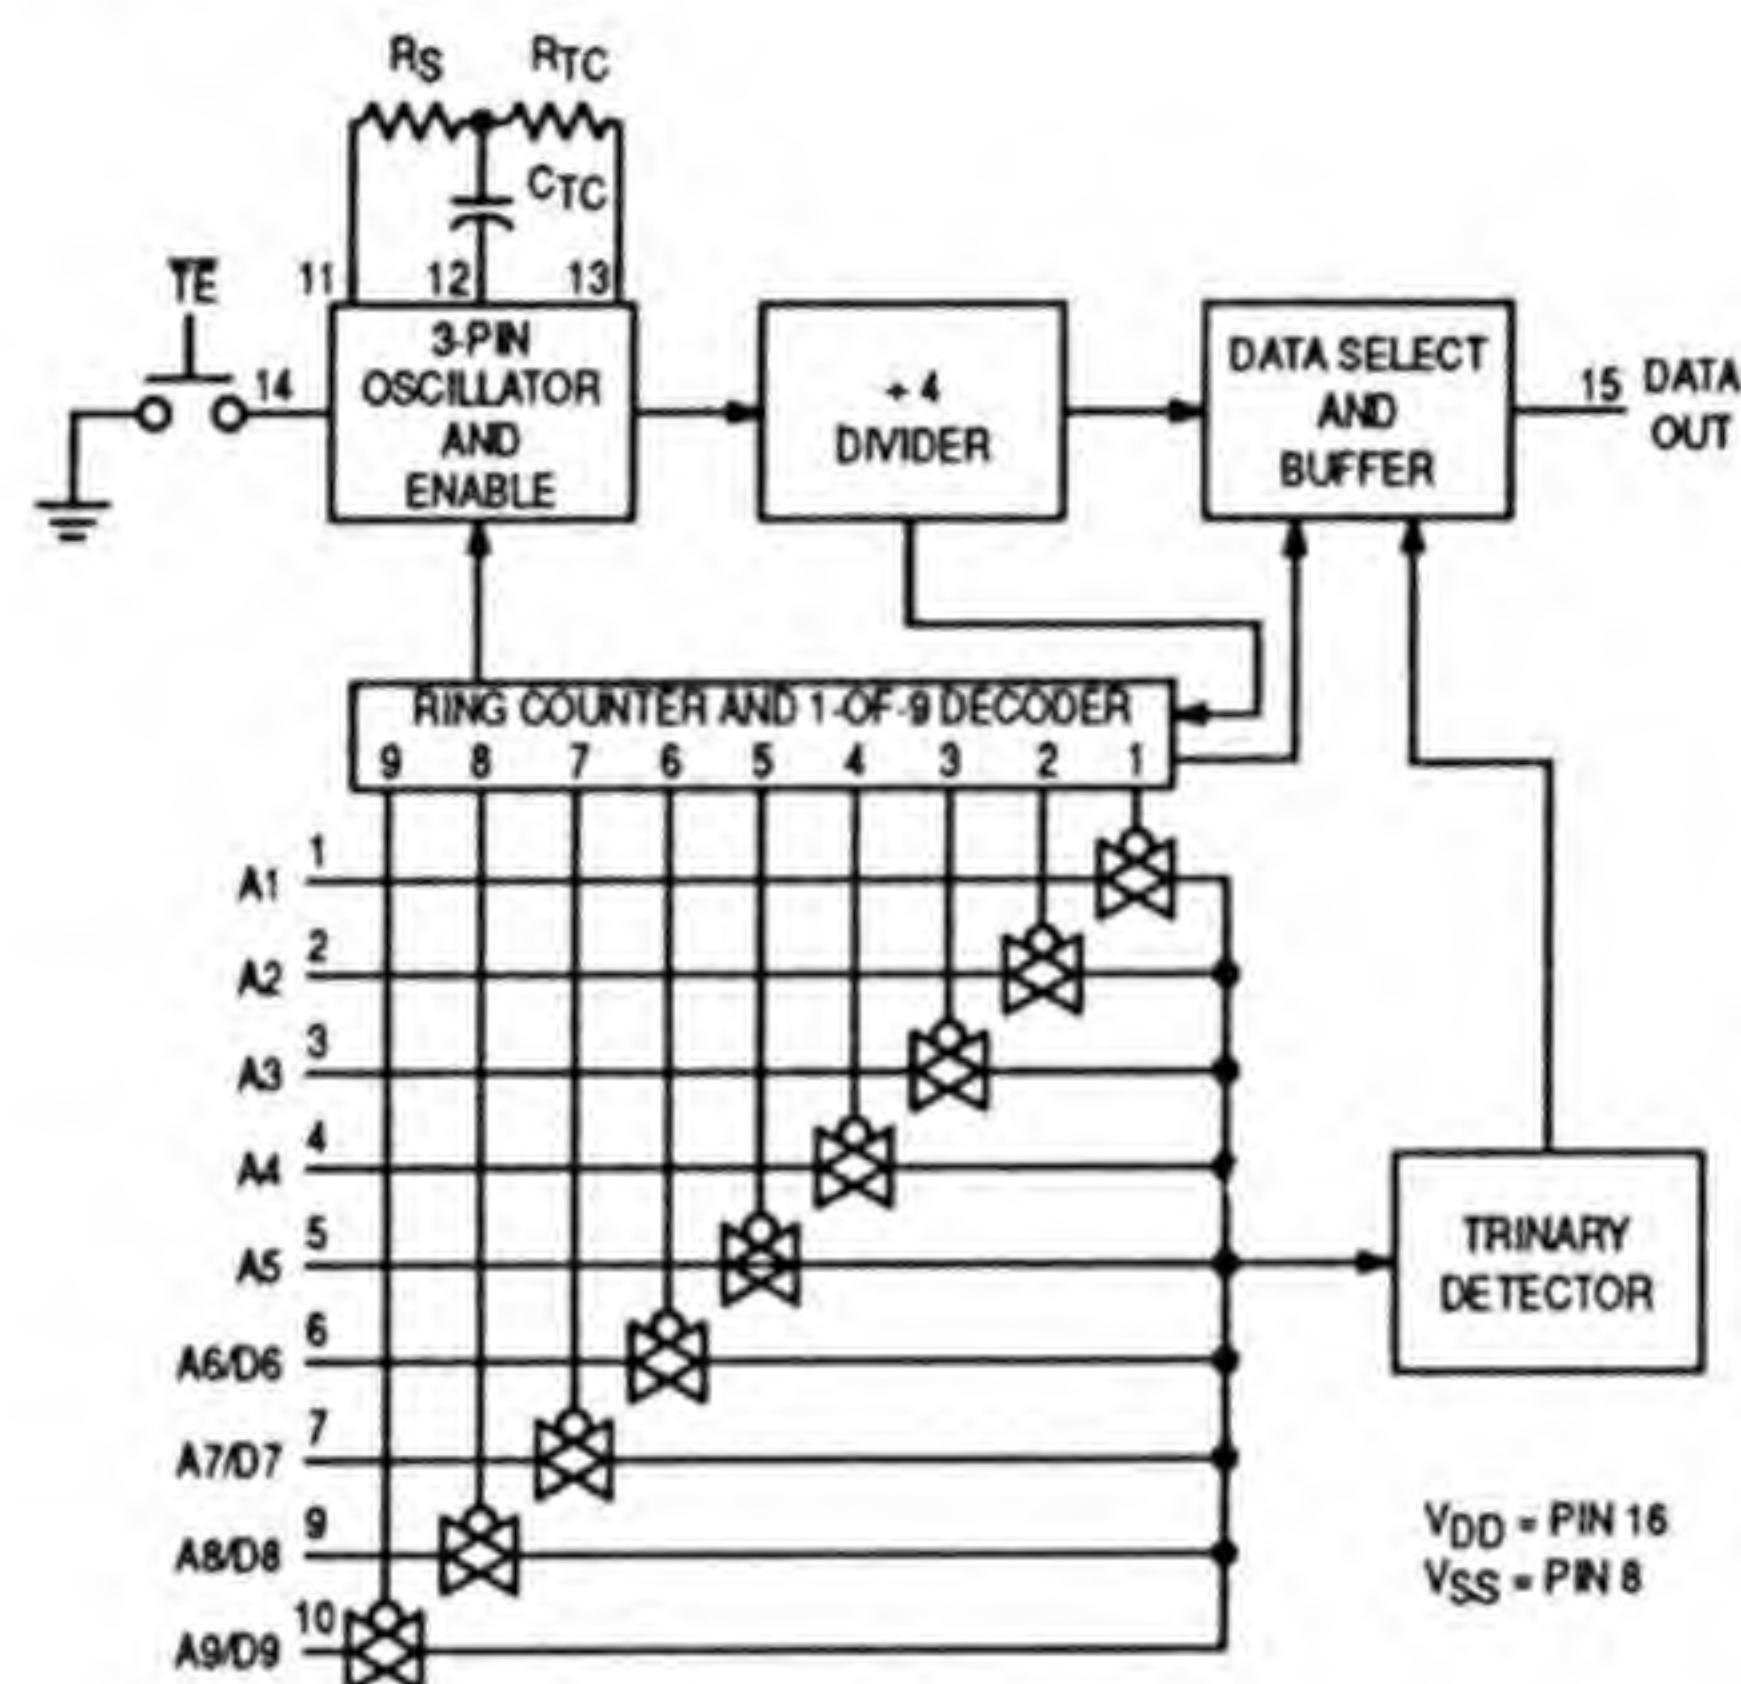 RS RTC
CTC
TE
11 12 13
14
3-PIN
OSCILLATOR
AND
ENABLE
÷ 4
DIVIDER
DATA SELECT
AND
BUFFER
15 DATA
OUT
RING COUNTER AND 1-OF-9 DECODER
9 8 7 6 5 4 3 2 1
1
A1
2
A2
3
A3
4
A4
5
A5
6
A6/D6
7
A7/D7
9
A8/D8
10
A9/D9
TRINARY
DETECTOR
VDD = PIN 16
VSS = PIN 8